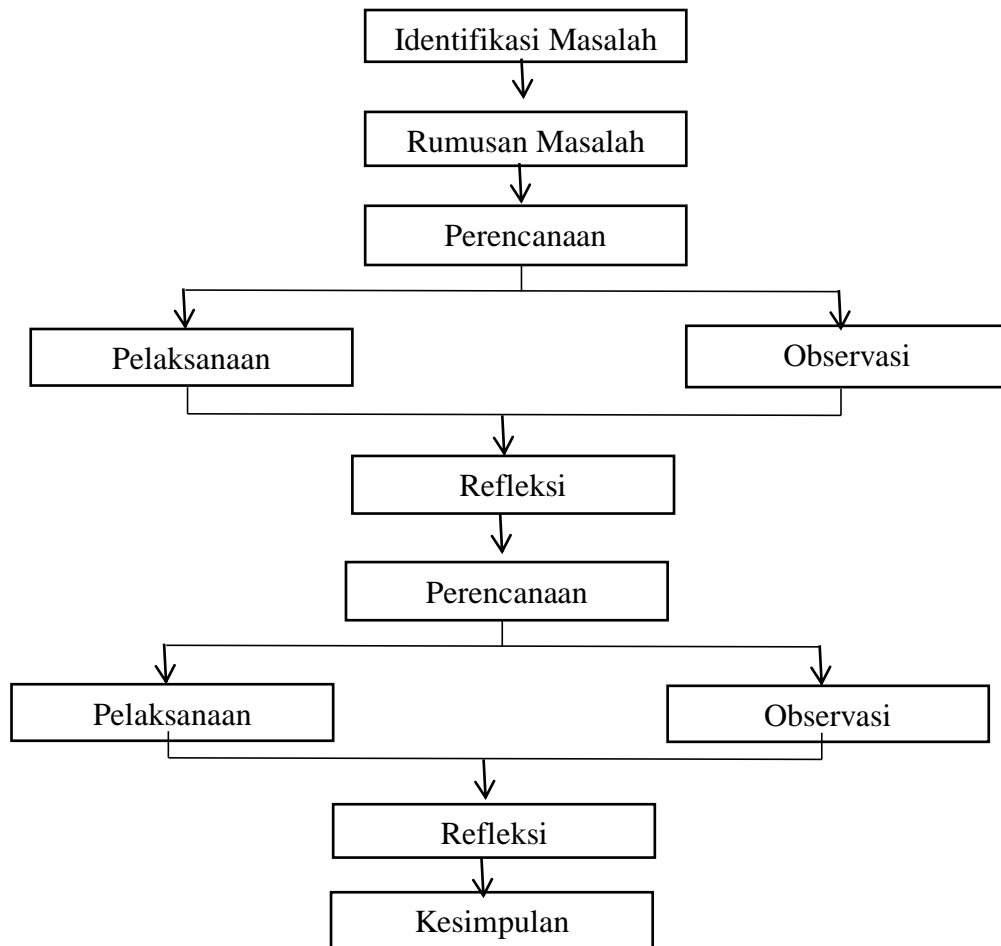 Identifikasi Masalah
Rumusan Masalah
Perencanaan
Pelaksanaan
Observasi
Refleksi
Perencanaan
Pelaksanaan
Observasi
Refleksi
Kesimpulan